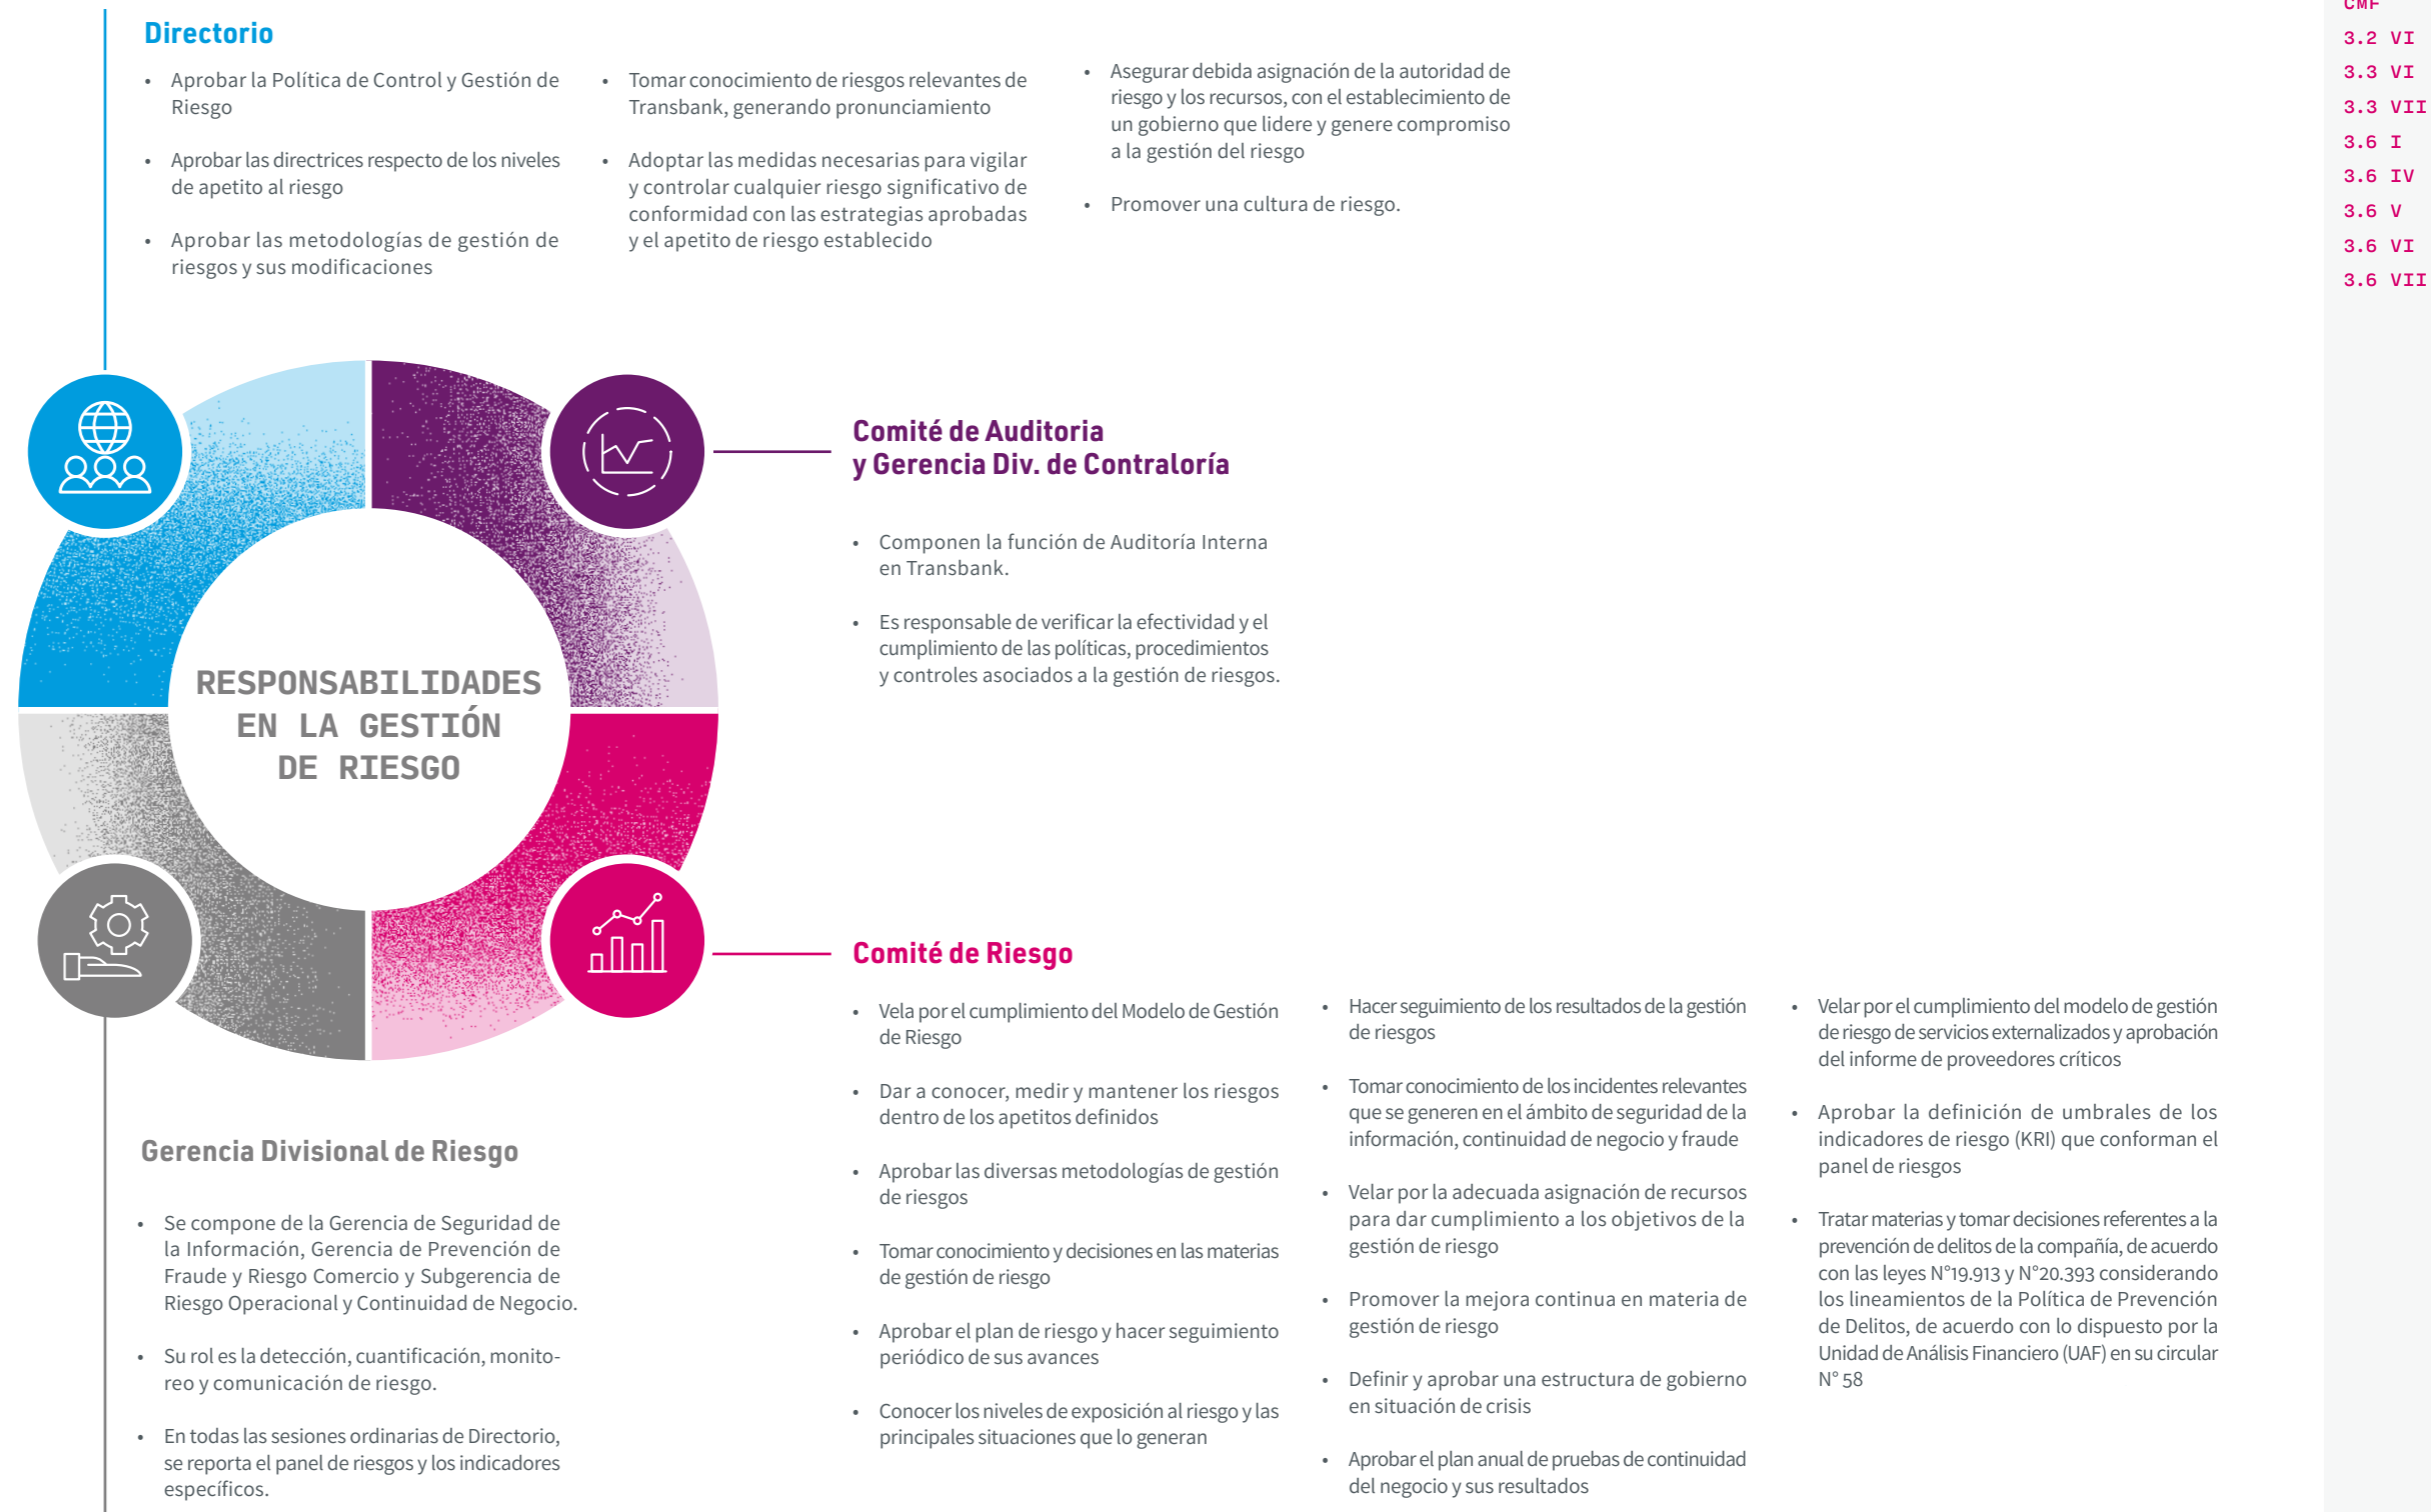 Directorio
• Aprobar la Política de Control y Gestión de
Riesgo
• Aprobar las directrices respecto de los niveles
de apetito al riesgo
• Aprobar las metodologías de gestión de
riesgos y sus modificaciones
• Tomar conocimiento de riesgos relevantes de
Transbank, generando pronunciamiento
• Adoptar las medidas necesarias para vigilar
y controlar cualquier riesgo significativo de
conformidad con las estrategias aprobadas
y el apetito de riesgo establecido
• Asegurar debida asignación de la autoridad de
riesgo y los recursos, con el establecimiento de
un gobierno que lidere y genere compromiso
a la gestión del riesgo
• Promover una cultura de riesgo.
CMF
3.2 VI
3.3 VI
3.3 VII
3.6 I
3.6 IV
3.6 V
3.6 VI
3.6 VII
RESPONSABILIDADES
EN LA GESTIÓN
DE RIESGO
Comité de Auditoria
y Gerencia Div. de Contraloría
• Componen la función de Auditoría Interna
en Transbank.
• Es responsable de verificar la efectividad y el
cumplimiento de las políticas, procedimientos
y controles asociados a la gestión de riesgos.
Gerencia Divisional de Riesgo
• Se compone de la Gerencia de Seguridad de
la Información, Gerencia de Prevención de
Fraude y Riesgo Comercio y Subgerencia de
Riesgo Operacional y Continuidad de Negocio.
• Su rol es la detección, cuantificación, monito-
reo y comunicación de riesgo.
• En todas las sesiones ordinarias de Directorio,
se reporta el panel de riesgos y los indicadores
específicos.
Comité de Riesgo
• Vela por el cumplimiento del Modelo de Gestión
de Riesgo
• Dar a conocer, medir y mantener los riesgos
dentro de los apetitos definidos
• Aprobar las diversas metodologías de gestión
de riesgos
• Tomar conocimiento y decisiones en las materias
de gestión de riesgo
• Aprobar el plan de riesgo y hacer seguimiento
periódico de sus avances
• Conocer los niveles de exposición al riesgo y las
principales situaciones que lo generan
• Hacer seguimiento de los resultados de la gestión
de riesgos
• Tomar conocimiento de los incidentes relevantes
que se generen en el ámbito de seguridad de la
información, continuidad de negocio y fraude
• Velar por la adecuada asignación de recursos
para dar cumplimiento a los objetivos de la
gestión de riesgo
• Promover la mejora continua en materia de
gestión de riesgo
• Definir y aprobar una estructura de gobierno
en situación de crisis
• Aprobar el plan anual de pruebas de continuidad
del negocio y sus resultados
• Velar por el cumplimiento del modelo de gestión
de riesgo de servicios externalizados y aprobación
del informe de proveedores críticos
• Aprobar la definición de umbrales de los
indicadores de riesgo (KRI) que conforman el
panel de riesgos
• Tratar materias y tomar decisiones referentes a la
prevención de delitos de la compañía, de acuerdo
con las leyes N°19.913 y N°20.393 considerando
los lineamientos de la Política de Prevención
de Delitos, de acuerdo con lo dispuesto por la
Unidad de Análisis Financiero (UAF) en su circular
N° 58